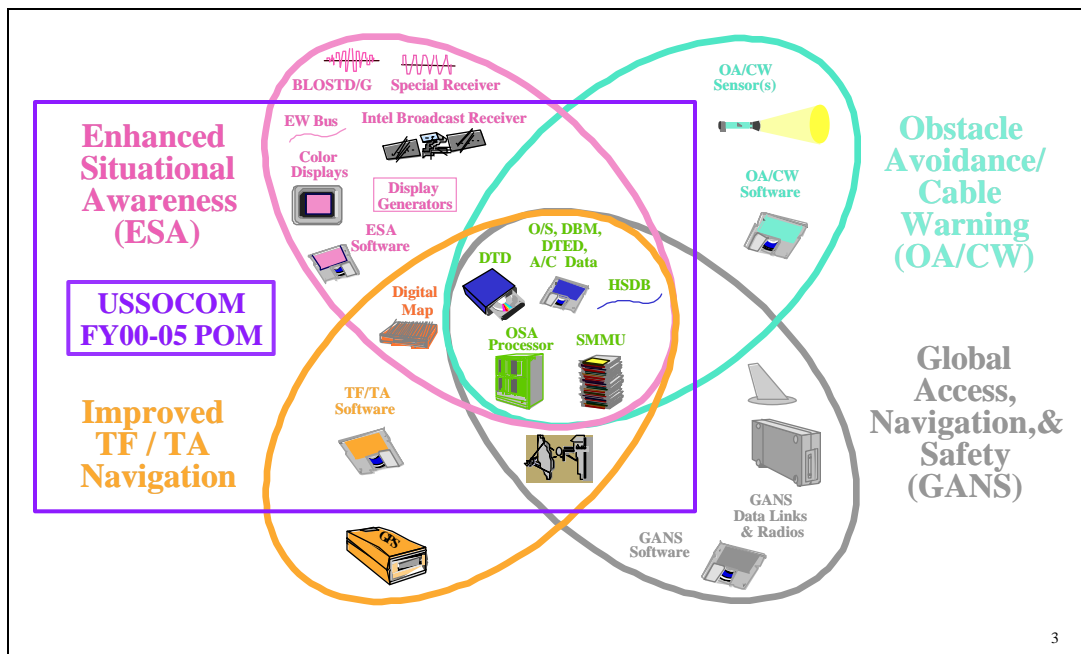 BLOSTD/G
Special Receiver
EW Bus
Intel Broadcast Receiver
Color
Displays
Display
Generators
ESA
Software
Enhanced
Situational
Awareness
(ESA)
USSOCOM
FY00-05 POM
Improved
TF / TA
Navigation
OA/CW
Sensor(s)
OA/CW
Software
Obstacle
Avoidance/
Cable
Warning
(OA/CW)
O/S, DBM,
DTED,
A/C Data
DTD
HSDB
Digital
Map
OSA
Processor
SMMU
TF/TA
Software
GPS
Global
Access,
Navigation,&
Safety
(GANS)
GANS
Data Links
& Radios
GANS
Software
3